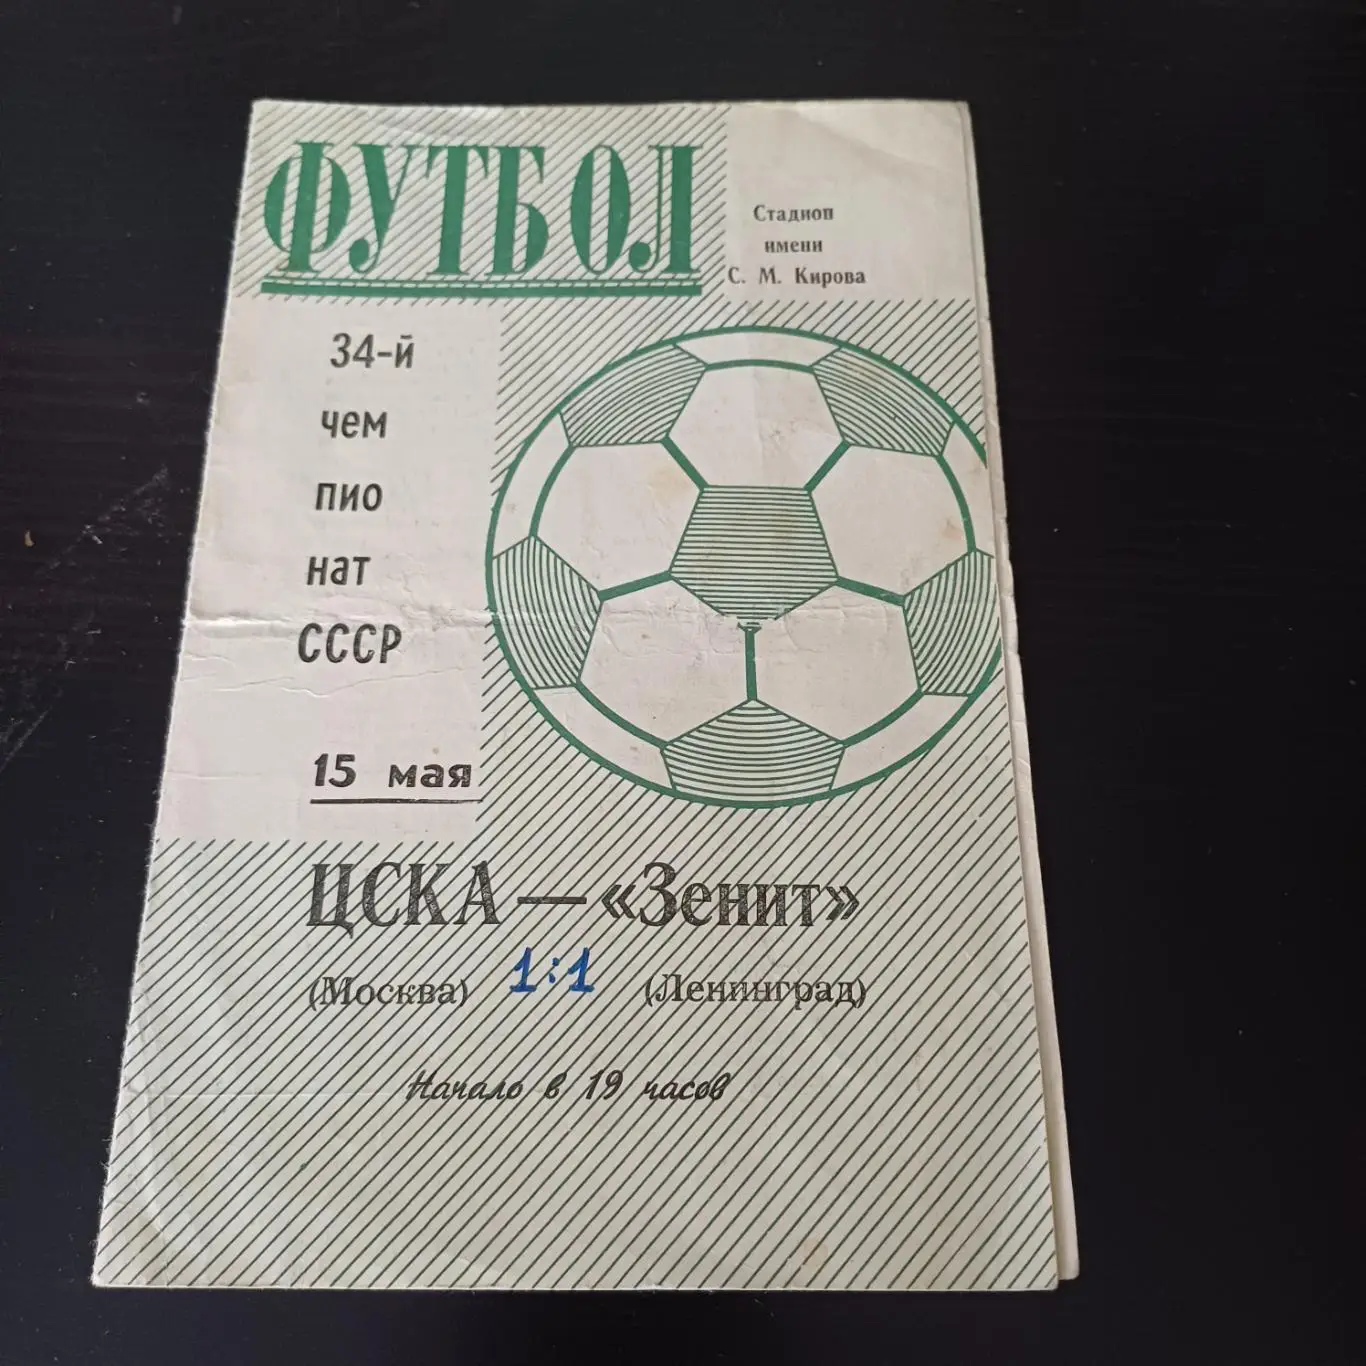 ФУТБОЛ
Стадион
имени
С. М. Кирова
34-й
чем
пио
нат
СССР
15 мая
ЦСКА — «Зенит»
(Москва) 1:1 (Ленинград)
Начало в 19 часов